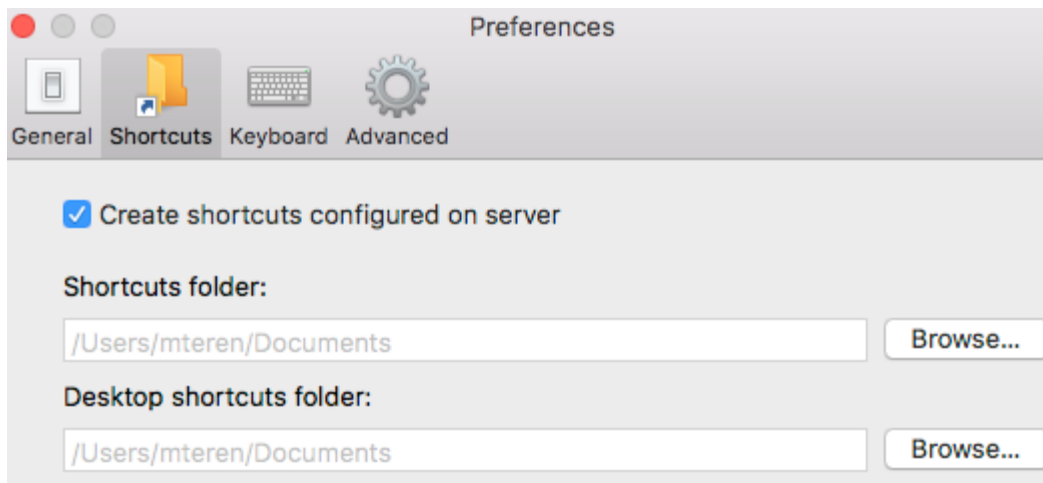 Preferences
General Shortcuts Keyboard Advanced
Create shortcuts configured on server
Shortcuts folder:
/Users/mteren/Documents
Browse...
Desktop shortcuts folder:
/Users/mteren/Documents
Browse...